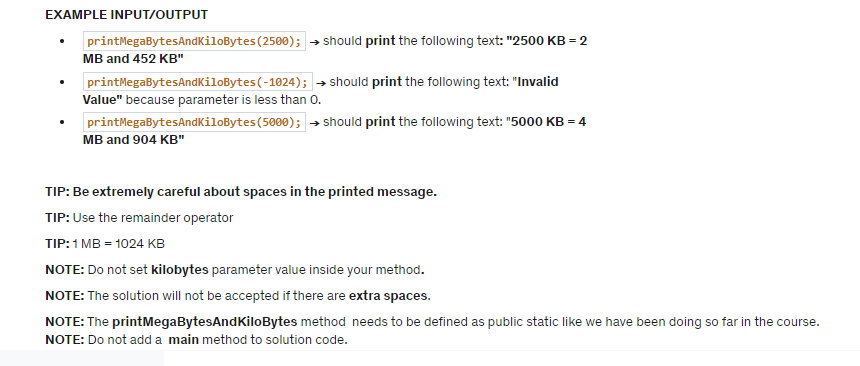 EXAMPLE INPUT/OUTPUT
• printMegaBytesAndKiloBytes(2500); → should print the following text: "2500 KB = 2
MB and 452 KB"
• printMegaBytesAndKiloBytes(-1024); → should print the following text: "Invalid
Value" because parameter is less than 0.
• printMegaBytesAndKiloBytes(5000); → should print the following text: "5000 KB = 4
MB and 904 KB"
TIP: Be extremely careful about spaces in the printed message.
TIP: Use the remainder operator
TIP: 1 MB = 1024 KB
NOTE: Do not set kilobytes parameter value inside your method.
NOTE: The solution will not be accepted if there are extra spaces.
NOTE: The printMegaBytesAndKiloBytes method  needs to be defined as public static like we have been doing so far in the course.
NOTE: Do not add a  main method to solution code.